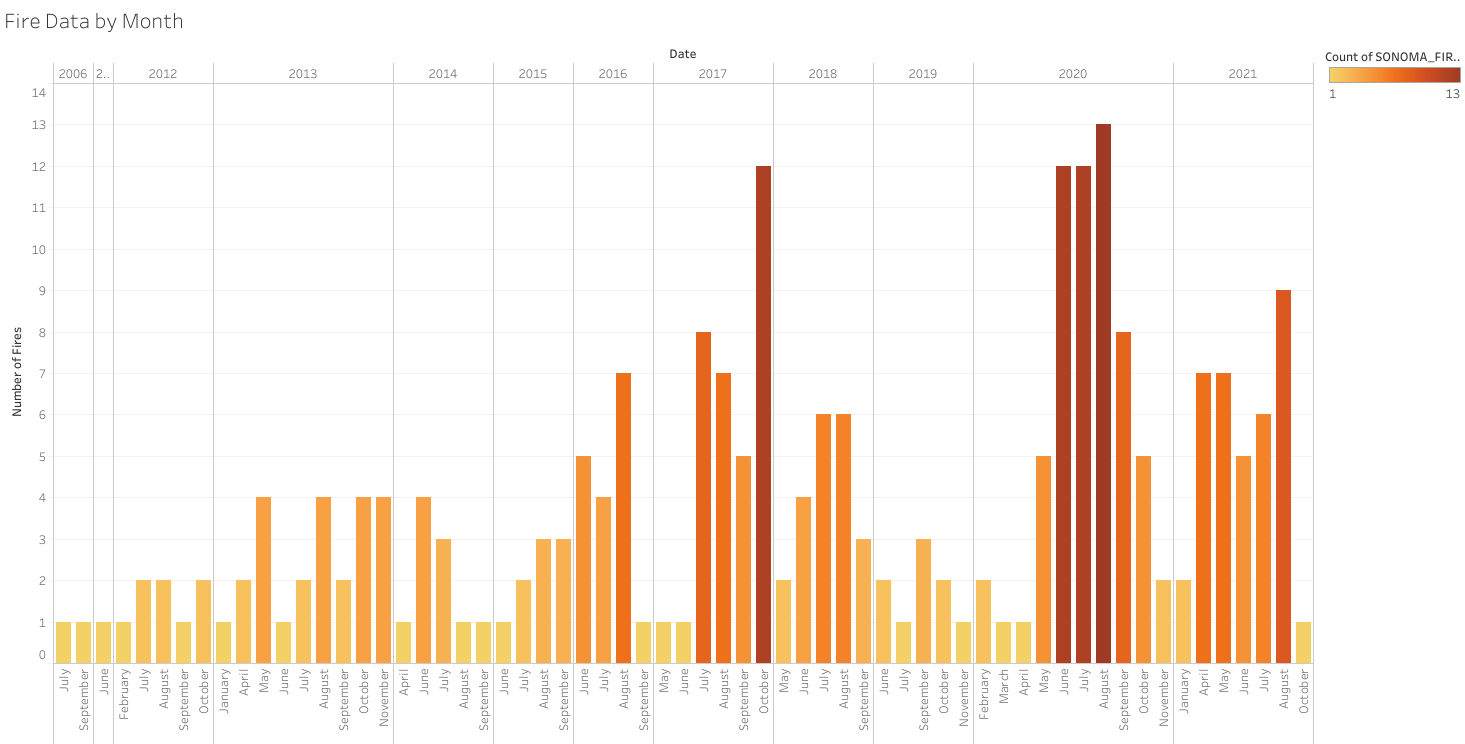 Fire Data by Month
Date
Count of SONOMA_FIR..
1 13
2006 2.. 2012 2013 2014 2015 2016 2017 2018 2019 2020 2021
Number of Fires
14
13
12
11
10
9
8
7
6
5
4
3
2
1
0
July
September
June
February
July
August
September
October
January
April
May
June
July
August
September
October
November
April
June
July
August
September
June
July
August
September
June
July
August
September
May
June
July
August
September
October
May
June
July
August
September
June
July
September
October
November
February
March
April
May
June
July
August
September
October
November
January
April
May
June
July
August
October